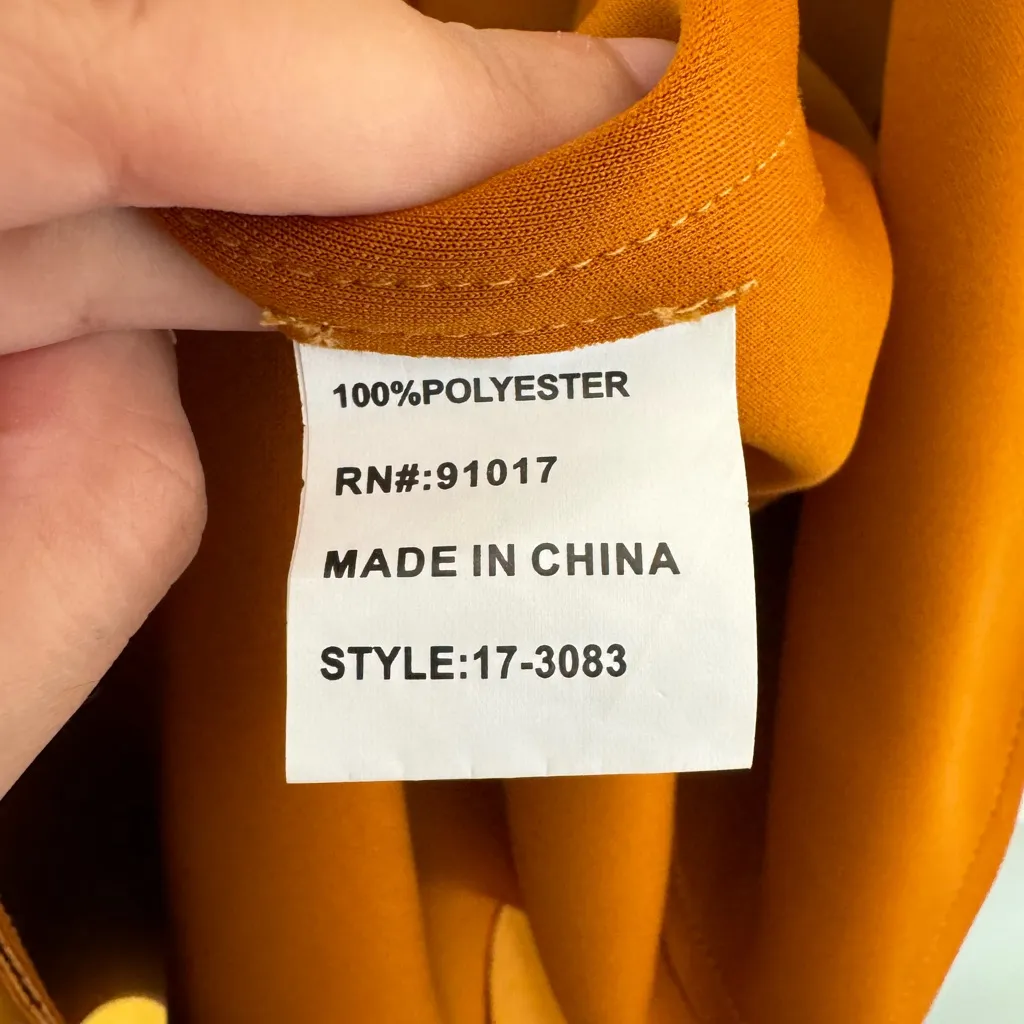 100%POLYESTER
RN#:91017
MADE IN CHINA
STYLE:17-3083